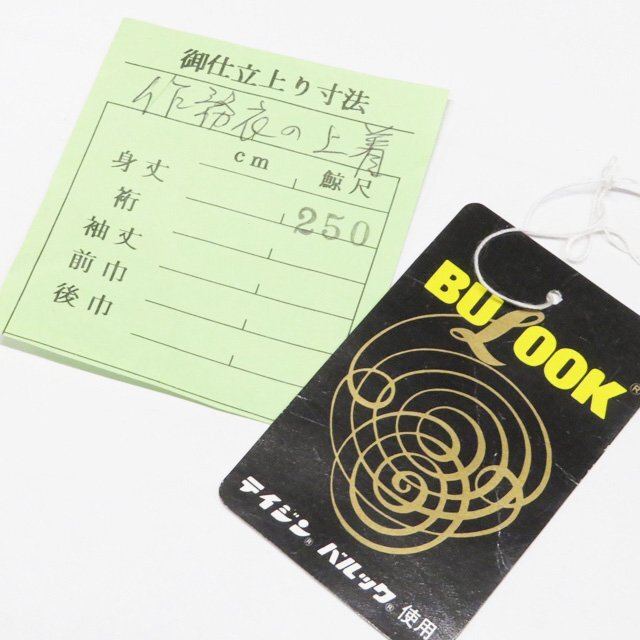 御仕立上り寸法
作務衣の上着
cm 鯨尺
身丈
裄 250
袖丈
前巾
後巾
BULOOK®
テイジン® バルック® 使用